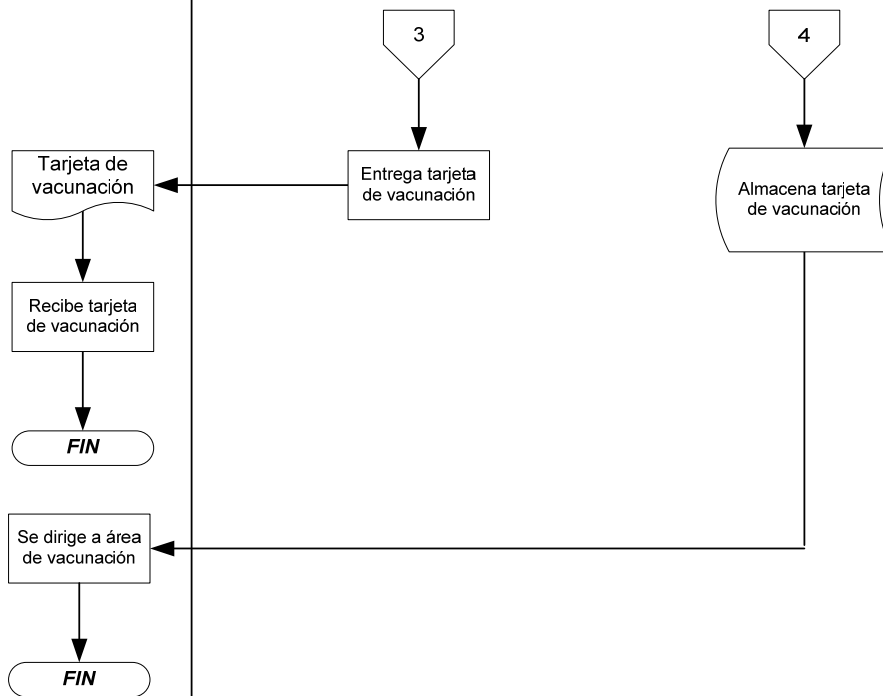 3
4
Tarjeta de
vacunación
Entrega tarjeta
de vacunación
Almacena tarjeta
de vacunación
Recibe tarjeta
de vacunación
FIN
Se dirige a área
de vacunación
FIN